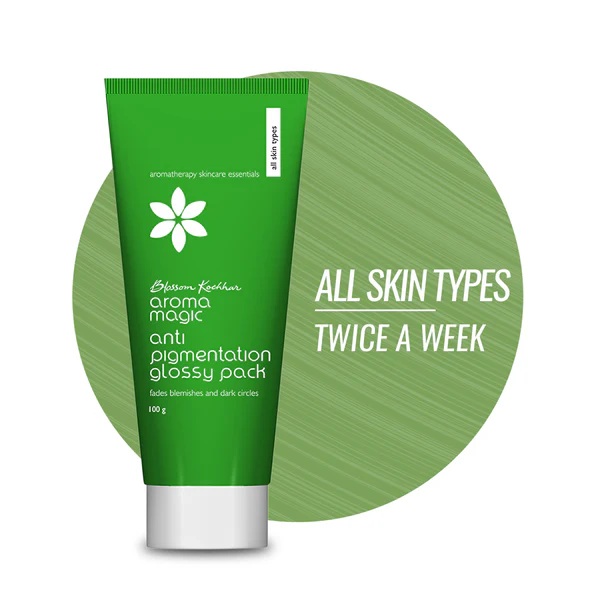 all skin types
aromatherapy skincare essentials
Blossom Kochhar
aroma
magic
anti
pigmentation
glossy pack
fades blemishes and dark circles
100 g
ALL SKIN TYPES
TWICE A WEEK